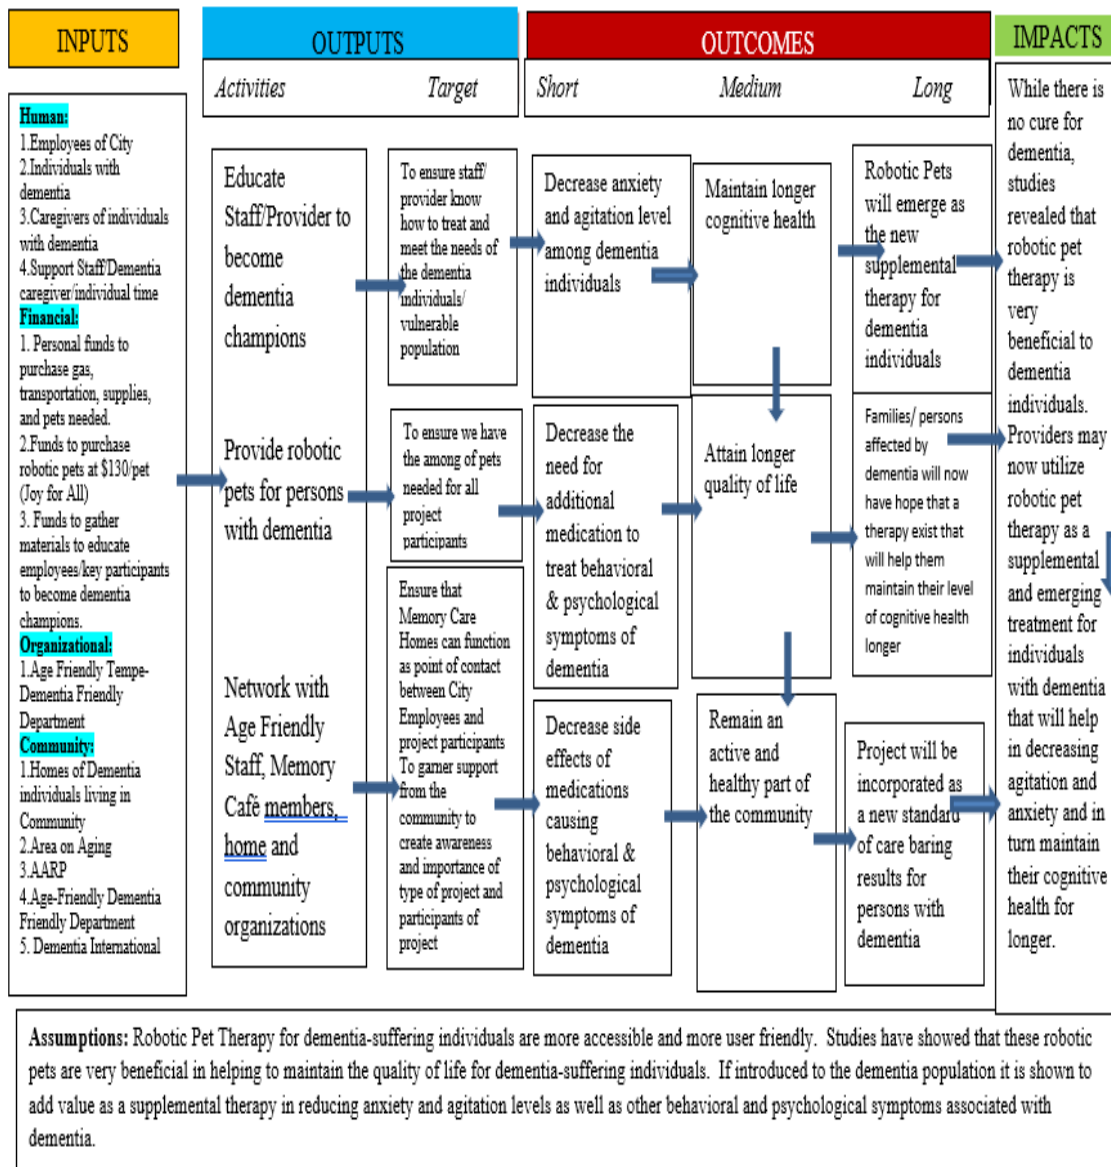 INPUTS
OUTPUTS
OUTCOMES
IMPACTS
Activities
Target
Short
Medium
Long
Human:
1.Employees of City
2.Individuals with
dementia
3.Caregivers of individuals
with dementia
4.Support Staff/Dementia
caregiver/individual time
Financial:
1. Personal funds to
purchase gas,
transportation, supplies,
and pets needed.
2.Funds to purchase
robotic pets at $130/pet
(Joy for All)
3. Funds to gather
materials to educate
employees/key participants
to become dementia
champions.
Organizational:
1.Age Friendly Tempe-
Dementia Friendly
Department
Community:
1.Homes of Dementia
individuals living in
Community
2.Area on Aging
3.AARP
4.Age-Friendly Dementia
Friendly Department
5. Dementia International
Educate
Staff/Provider to
become
dementia
champions
Provide robotic
pets for persons
with dementia
Network with
Age Friendly
Staff, Memory
Café members,
home and
community
organizations
To ensure staff/
provider know
how to treat and
meet the needs of
the dementia
individuals/
vulnerable
population
To ensure we have
the among of pets
needed for all
project
participants
Ensure that
Memory Care
Homes can function
as point of contact
between City
Employees and
project participants
To garner support
from the
community to
create awareness
and importance of
type of project and
participants of
project
Decrease anxiety
and agitation level
among dementia
individuals
Decrease the
need for
additional
medication to
treat behavioral
& psychological
symptoms of
dementia
Decrease side
effects of
medications
causing
behavioral &
psychological
symptoms of
dementia
Maintain longer
cognitive health
Attain longer
quality of life
Remain an
active and
healthy part of
the community
Robotic Pets
will emerge as
the new
supplemental
therapy for
dementia
individuals
Families/ persons
affected by
dementia will now
have hope that a
therapy exist that
will help them
maintain their level
of cognitive health
longer
Project will be
incorporated as
a new standard
of care baring
results for
persons with
dementia
While there is
no cure for
dementia,
studies
revealed that
robotic pet
therapy is
very
beneficial to
dementia
individuals.
Providers may
now utilize
robotic pet
therapy as a
supplemental
and emerging
treatment for
individuals
with dementia
that will help
in decreasing
agitation and
anxiety and in
turn maintain
their cognitive
health for
longer.
Assumptions: Robotic Pet Therapy for dementia-suffering individuals are more accessible and more user friendly. Studies have showed that these robotic
pets are very beneficial in helping to maintain the quality of life for dementia-suffering individuals. If introduced to the dementia population it is shown to
add value as a supplemental therapy in reducing anxiety and agitation levels as well as other behavioral and psychological symptoms associated with
dementia.